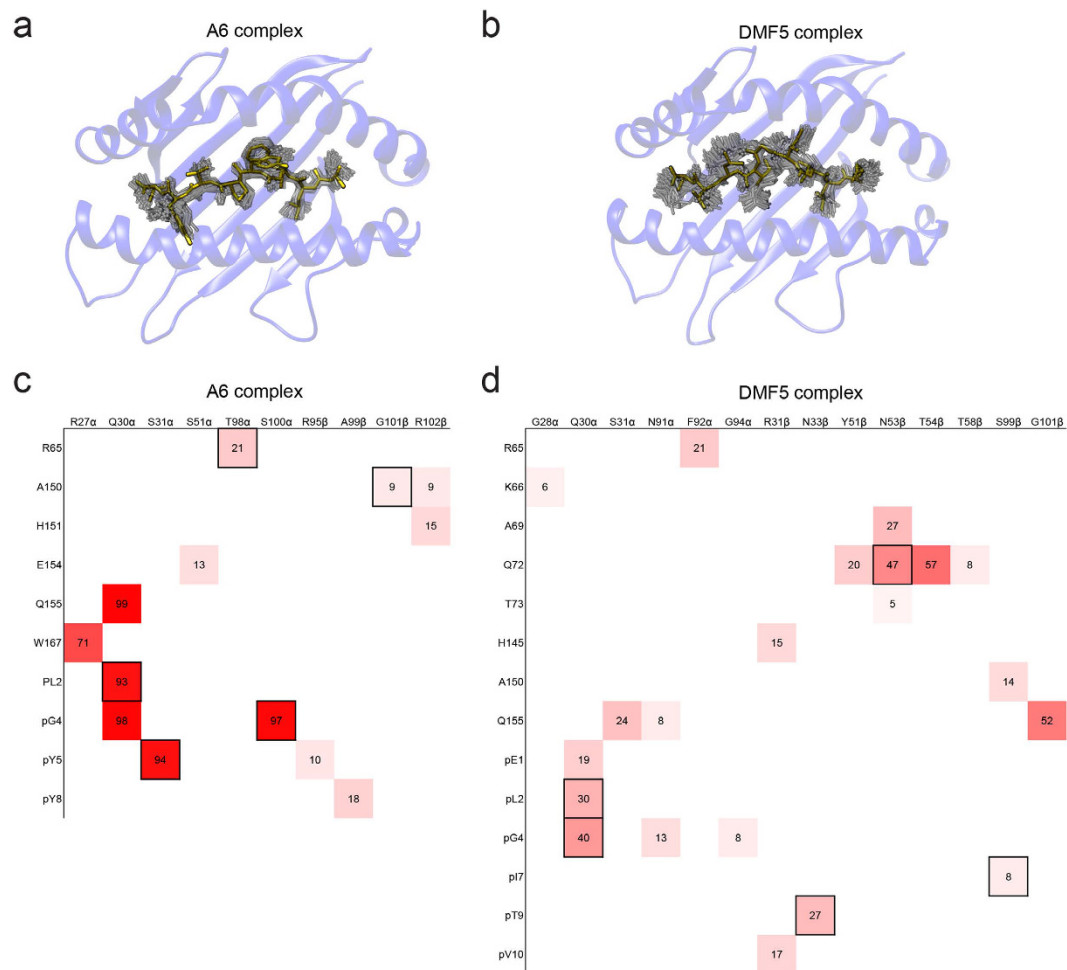 a
A6 complex
b
DMF5 complex
c
A6 complex
R27α Q30α S31α S51α T98α S100α R95β A99β G101β R102β
R65 21
A150 9 9
H151 15
E154 13
Q155 99
W167 71
PL2 93
pG4 98 97
pY5 94 10
pY8 18
d
DMF5 complex
G28α Q30α S31α N91α F92α G94α R31β N33β Y51β N53β T54β T58β S99β G101β
R65 21
K66 6
A69 27
Q72 20 47 57 8
T73 5
H145 15
A150 14
Q155 24 8 52
pE1 19
pL2 30
pG4 40 13 8
pI7 8
pT9 27
pV10 17